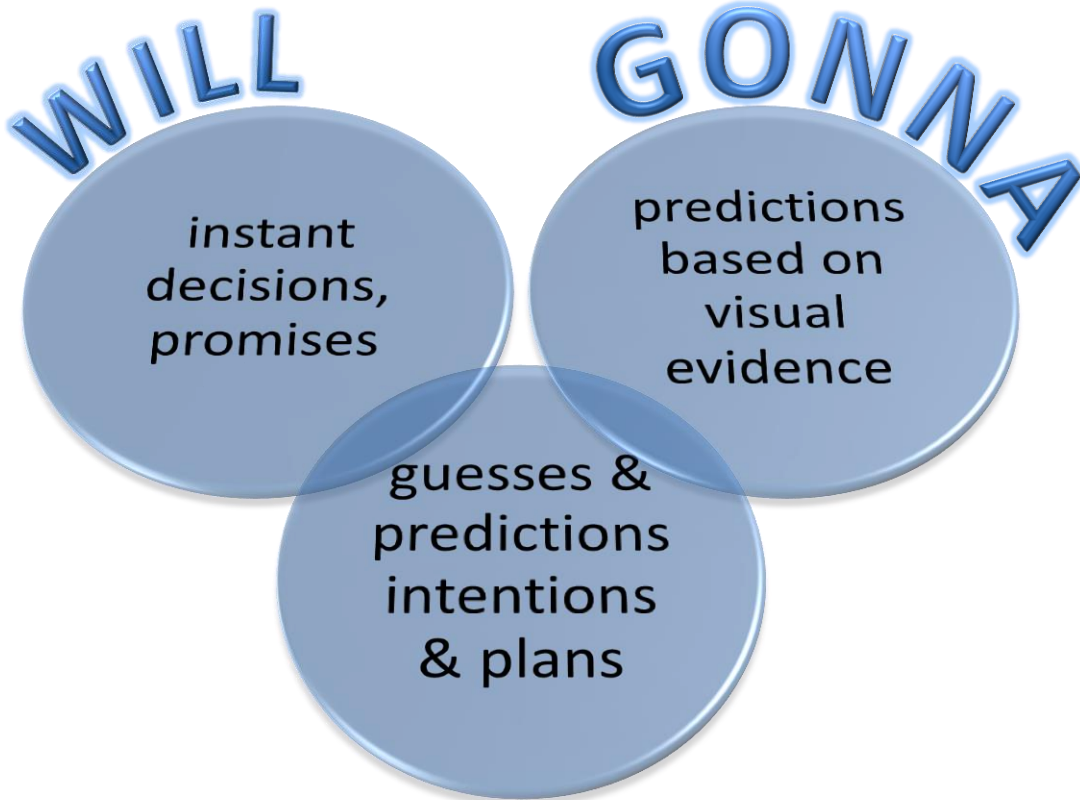 WILL
GONNA
instant
decisions,
promises
predictions
based on
visual
evidence
guesses &
predictions
intentions
& plans